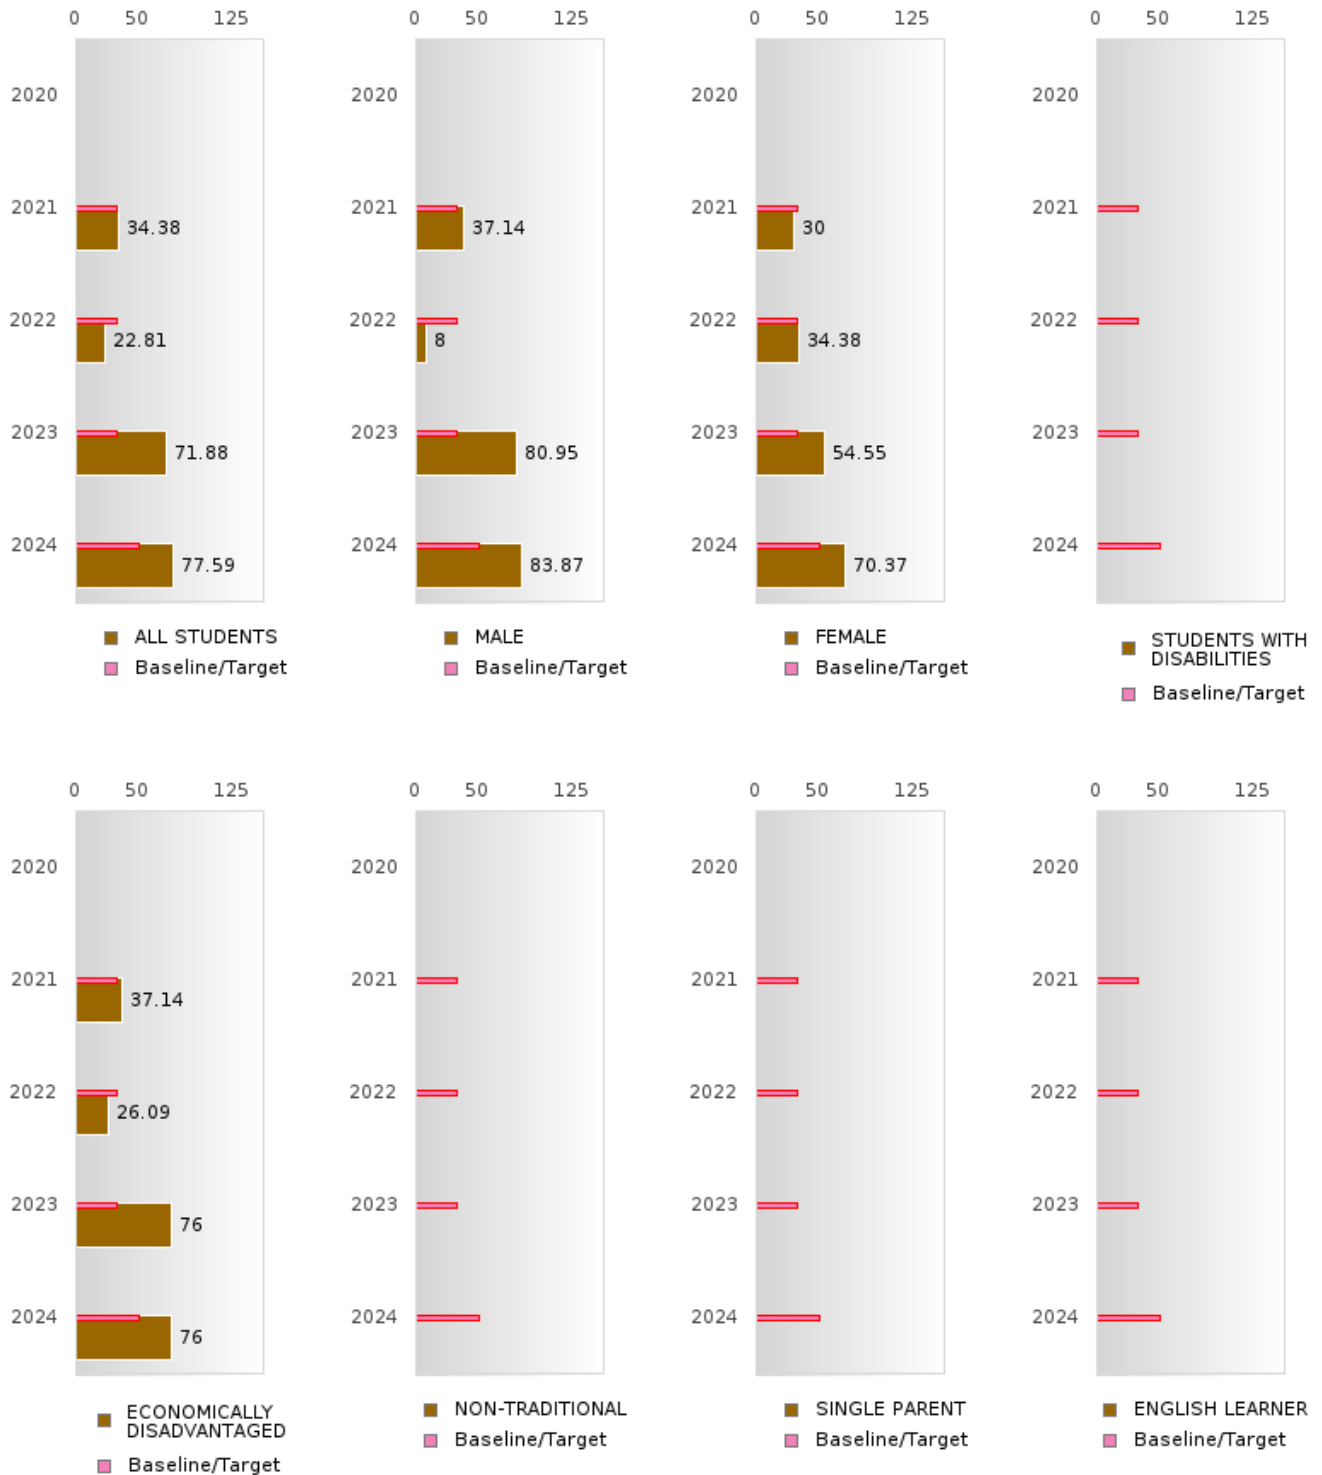 0 50 125
0 50 125
0 50 125
0 50 125
2020
2020
2020
2020
2021
34.38
2021
37.14
2021
30
2021
2022
22.81
2022
8
2022
34.38
2022
2023
71.88
2023
80.95
2023
54.55
2023
2024
77.59
2024
83.87
2024
70.37
2024
ALL STUDENTS
Baseline/Target
MALE
Baseline/Target
FEMALE
Baseline/Target
STUDENTS WITH
DISABILITIES
Baseline/Target
0 50 125
0 50 125
0 50 125
0 50 125
2020
2020
2020
2020
2021
37.14
2021
2021
2021
2022
26.09
2022
2022
2022
2023
76
2023
2023
2023
2024
76
2024
2024
2024
ECONOMICALLY
DISADVANTAGED
Baseline/Target
NON-TRADITIONAL
Baseline/Target
SINGLE PARENT
Baseline/Target
ENGLISH LEARNER
Baseline/Target